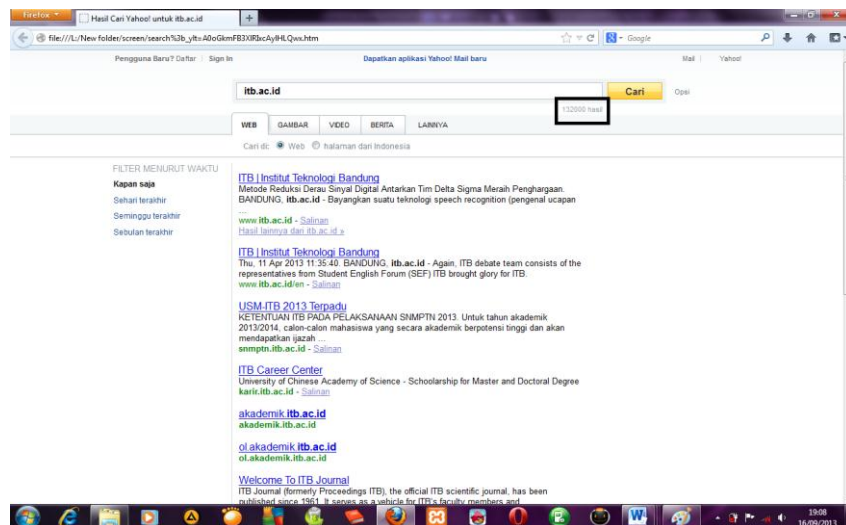 Firefox
Hasil Cari Yahoo! untuk itb.ac.id
file:///L:/New folder/screen/search%3b_ylt=A0oGkmFB3XlRbcAylHLQwx.htm
Google
Pengguna Baru? Daftar Sign In
Dapatkan aplikasi Yahoo! Mail baru
Mail
Yahoo!
itb.ac.id
Cari
Opsi
132000 hasil
WEB GAMBAR VIDEO BERITA LAINNYA
Cari di: Web halaman dari Indonesia
FILTER MENURUT WAKTU
Kapan saja
Sehari terakhir
Seminggu terakhir
Sebulan terakhir
ITB | Institut Teknologi Bandung
Metode Reduksi Derau Sinyal Digital Antarkan Tim Delta Sigma Meraih Penghargaan.
BANDUNG, itb.ac.id - Bayangkan suatu teknologi speech recognition (pengenal ucapan
...
www.itb.ac.id - Salinan
Hasil lainnya dari itb.ac.id »
ITB | Institut Teknologi Bandung
Thu, 11 Apr 2013 11:35:40. BANDUNG, itb.ac.id - Again, ITB debate team consists of the
representatives from Student English Forum (SEF) ITB brought glory for ITB.
www.itb.ac.id/en - Salinan
USM-ITB 2013 Terpadu
KETENTUAN ITB PADA PELAKSANAAN SNMPTN 2013. Untuk tahun akademik
2013/2014, calon-calon mahasiswa yang secara akademik berpotensi tinggi dan akan
mendapatkan ijazah ...
snmptn.itb.ac.id - Salinan
ITB Career Center
University of Chinese Academy of Science - Schoolarship for Master and Doctoral Degree
karir.itb.ac.id - Salinan
akademik.itb.ac.id
akademik.itb.ac.id
ol.akademik.itb.ac.id
ol.akademik.itb.ac.id
Welcome To ITB Journal
ITB Journal (formerly Proceedings ITB), the official ITB scientific journal, has been
published since 1961. It serves as a vehicle for ITB's faculty members and
19:08
16/09/2013